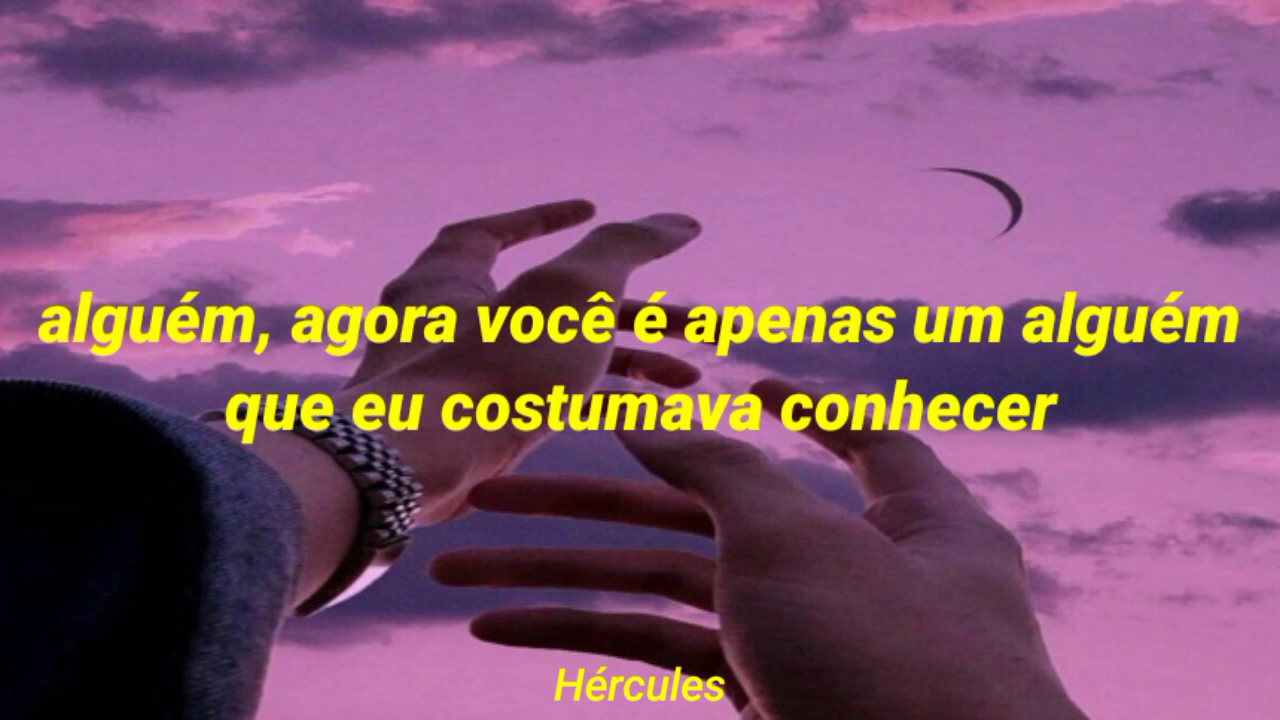 alguém, agora você é apenas um alguém
que eu costumava conhecer
Hércules